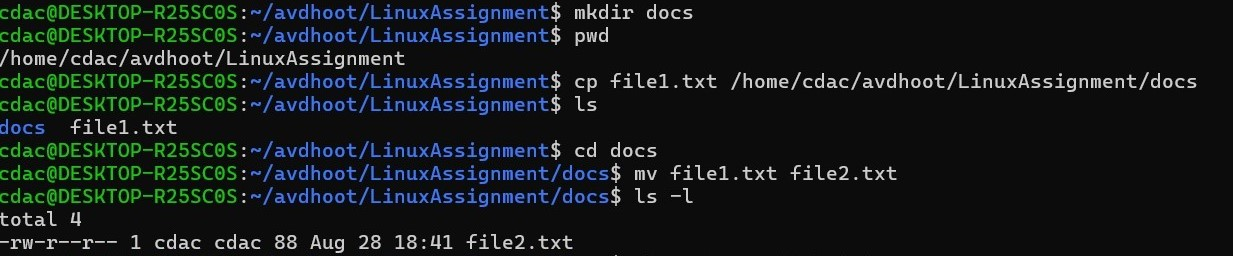 cdac@DESKTOP-R25SC0S:~/avdhoot/LinuxAssignment$ mkdir docs
cdac@DESKTOP-R25SC0S:~/avdhoot/LinuxAssignment$ pwd
/home/cdac/avdhoot/LinuxAssignment
cdac@DESKTOP-R25SC0S:~/avdhoot/LinuxAssignment$ cp file1.txt /home/cdac/avdhoot/LinuxAssignment/docs
cdac@DESKTOP-R25SC0S:~/avdhoot/LinuxAssignment$ ls
docs  file1.txt
cdac@DESKTOP-R25SC0S:~/avdhoot/LinuxAssignment$ cd docs
cdac@DESKTOP-R25SC0S:~/avdhoot/LinuxAssignment/docs$ mv file1.txt file2.txt
cdac@DESKTOP-R25SC0S:~/avdhoot/LinuxAssignment/docs$ ls -l
total 4
-rw-r--r-- 1 cdac cdac 88 Aug 28 18:41 file2.txt